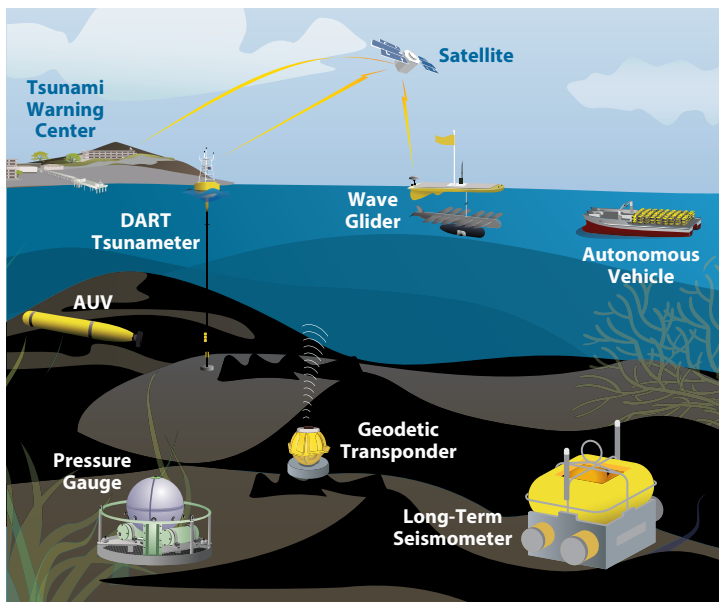 Satellite
Tsunami
Warning
Center
Wave
Glider
DART
Tsunameter
Autonomous
Vehicle
AUV
Geodetic
Transponder
Pressure
Gauge
Long-Term
Seismometer